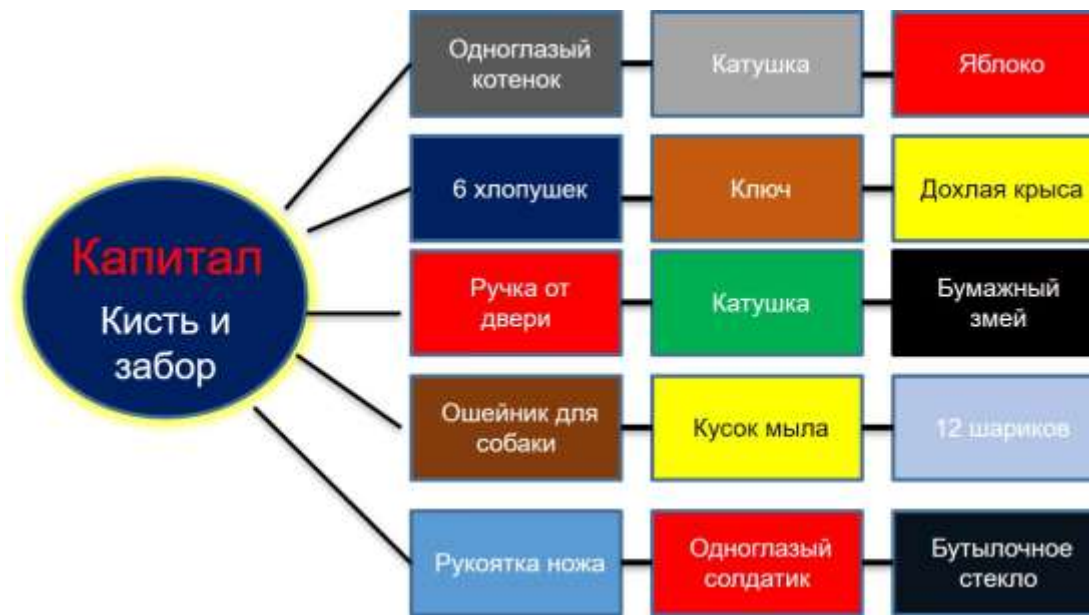 Капитал
Кисть и
забор
Одноглазый
котенок
Катушка
Яблоко
6 хлопушек
Ключ
Дохлая крыса
Ручка от
двери
Катушка
Бумажный
змей
Ошейник для
собаки
Кусок мыла
12 шариков
Рукоятка ножа
Одноглазый
солдатик
Бутылочное
стекло